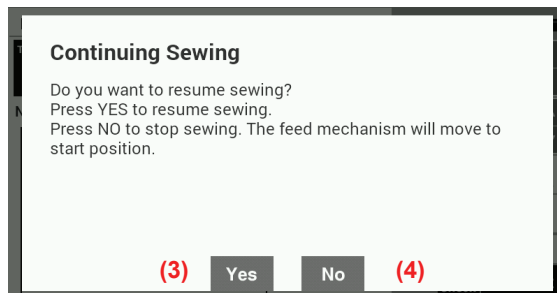 Continuing Sewing
Do you want to resume sewing?
Press YES to resume sewing.
Press NO to stop sewing. The feed mechanism will move to
start position.
(3) Yes No (4)